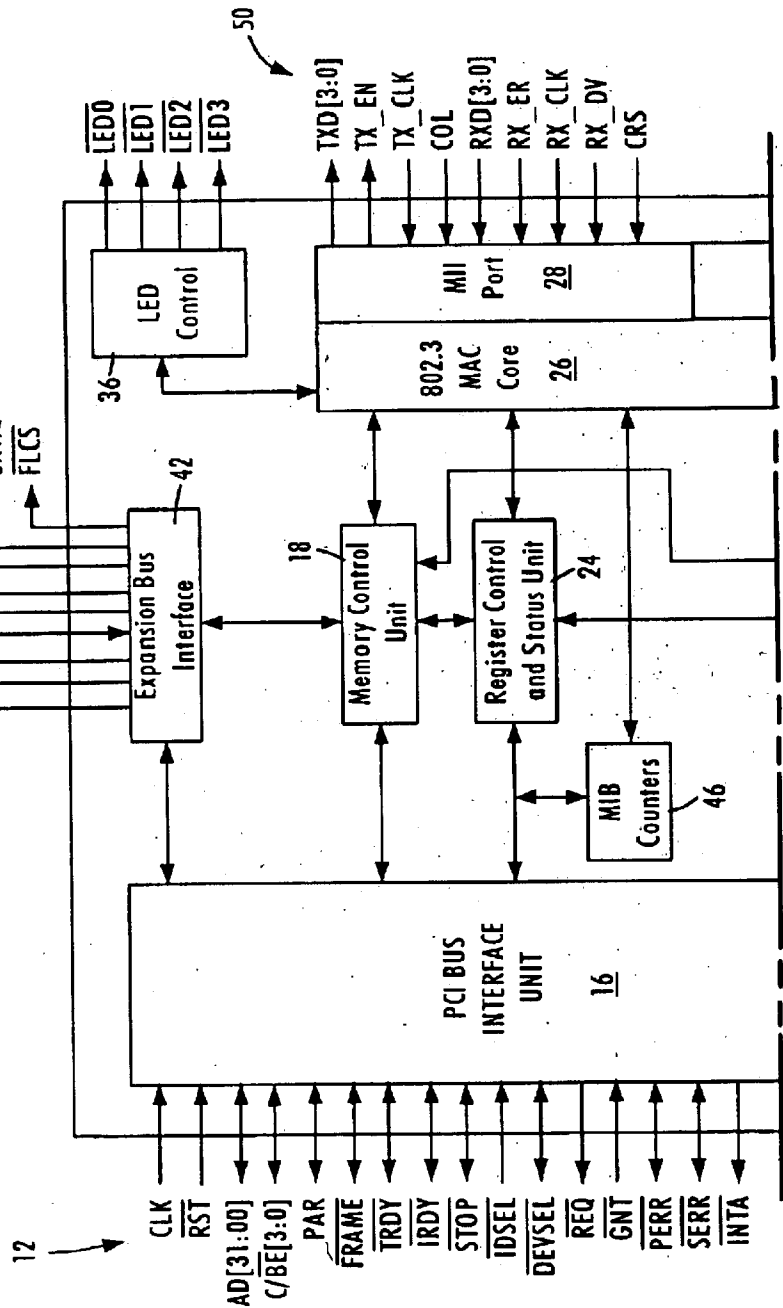 12
CLK
RST
AD[31:00]
C/BE[3:0]
PAR
FRAME
TRDY
IRDY
STOP
IDSEL
DEVSEL
REQ
GNT
PERR
SERR
INTA
PCI BUS
INTERFACE
UNIT
16
FLCS
Expansion Bus
Interface
42
18
Memory Control
Unit
Register Control
and Status Unit
24
MIB
Counters
46
36
LED
Control
LED0
LED1
LED2
LED3
802.3
MAC
Core
26
MII
Port
28
50
TXD[3:0]
TX_EN
TX_CLK
COL
RXD[3:0]
RX_ER
RX_CLK
RX_DV
CRS